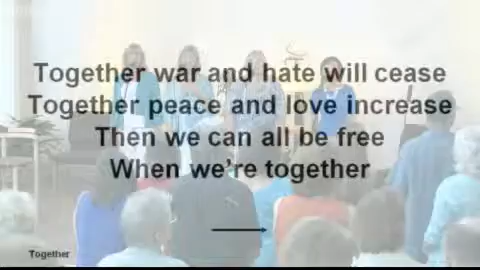 Together war and hate will cease
Together peace and love increase
Then we can all be free
When we're together
Together